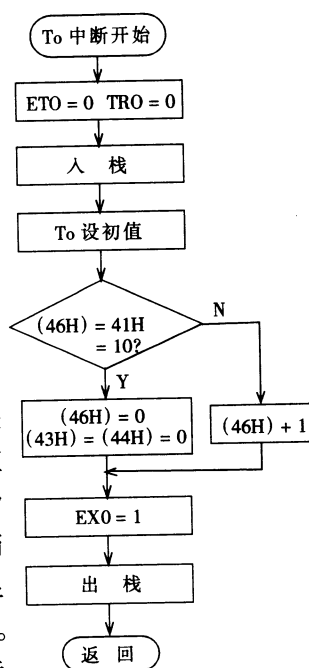 To 中断开始
ETO = 0 TRO = 0
入 栈
To 设初值
(46H) = 41H
= 10?
N
Y
(46H) = 0
(43H) = (44H) = 0
(46H) + 1
EX0 = 1
出 栈
返 回
。